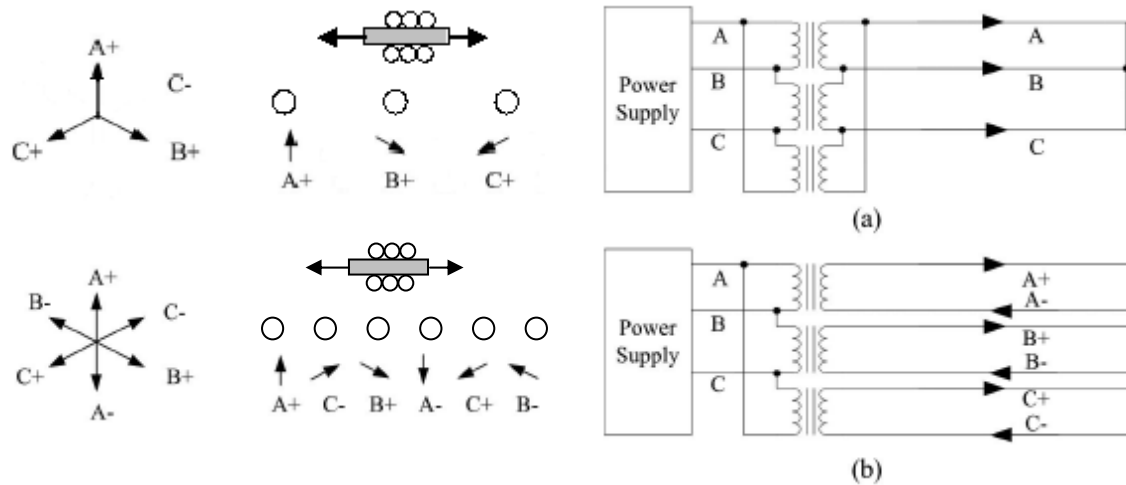 A+
C-
C+
B+
A+ B+ C+
A+
B-
C-
C+
B+
A-
A+ C- B+ A- C+ B-
Power
Supply
A
B
C
A
B
C
(a)
Power
Supply
A
B
C
A+
A-
B+
B-
C+
C-
(b)